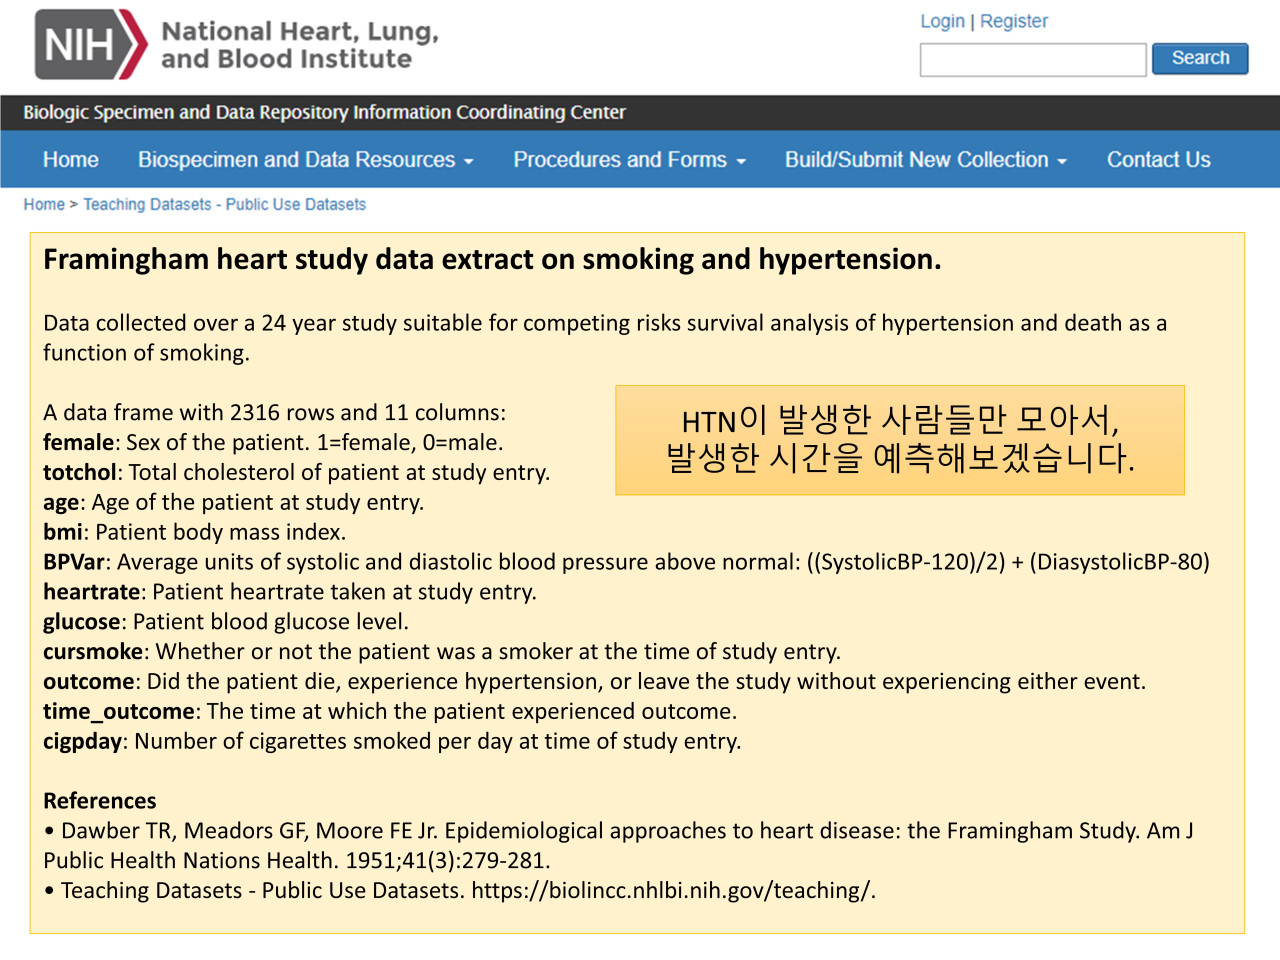 NIH National Heart, Lung, and Blood Institute
Login | Register
Search
Biologic Specimen and Data Repository Information Coordinating Center
Home Biospecimen and Data Resources Procedures and Forms Build/Submit New Collection Contact Us
Home > Teaching Datasets - Public Use Datasets
Framingham heart study data extract on smoking and hypertension.
Data collected over a 24 year study suitable for competing risks survival analysis of hypertension and death as a
function of smoking.
A data frame with 2316 rows and 11 columns:
female: Sex of the patient. 1=female, 0=male.
totchol: Total cholesterol of patient at study entry.
age: Age of the patient at study entry.
bmi: Patient body mass index.
BPVar: Average units of systolic and diastolic blood pressure above normal: ((SystolicBP-120)/2) + (DiasystolicBP-80)
heartrate: Patient heartrate taken at study entry.
glucose: Patient blood glucose level.
cursmoke: Whether or not the patient was a smoker at the time of study entry.
outcome: Did the patient die, experience hypertension, or leave the study without experiencing either event.
time_outcome: The time at which the patient experienced outcome.
cigpday: Number of cigarettes smoked per day at time of study entry.
HTN이 발생한 사람들만 모아서,
발생한 시간을 예측해보겠습니다.
References
• Dawber TR, Meadors GF, Moore FE Jr. Epidemiological approaches to heart disease: the Framingham Study. Am J
Public Health Nations Health. 1951;41(3):279-281.
• Teaching Datasets - Public Use Datasets. https://biolincc.nhlbi.nih.gov/teaching/.